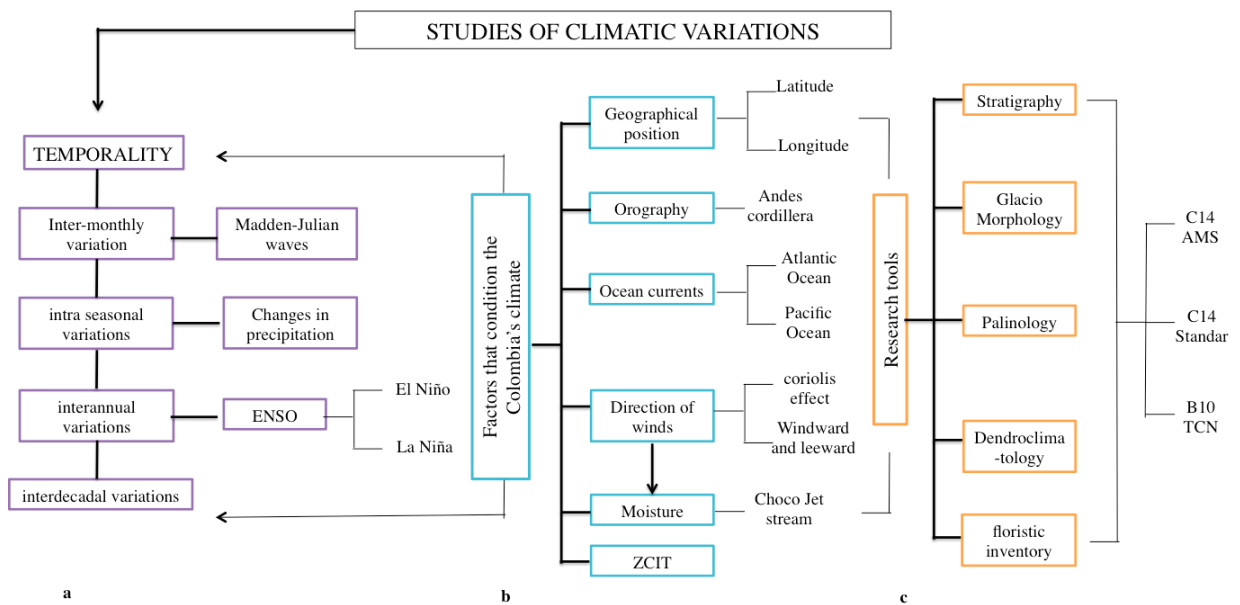 STUDIES OF CLIMATIC VARIATIONS
TEMPORALITY
Inter-monthly
variation
Madden-Julian
waves
intra seasonal
variations
Changes in
precipitation
interannual
variations
ENSO
El Niño
La Niña
interdecadal variations
a
Factors that condition the
Colombia's climate
Geographical
position
Latitude
Longitude
Orography
Andes
cordillera
Ocean currents
Atlantic
Ocean
Pacific
Ocean
Direction of
winds
coriolis
effect
Windward
and leeward
Moisture
Choco Jet
stream
ZCIT
b
Research tools
Stratigraphy
Glacio
Morphology
Palinology
Dendroclima
-tology
floristic
inventory
C14
AMS
C14
Standar
B10
TCN
c